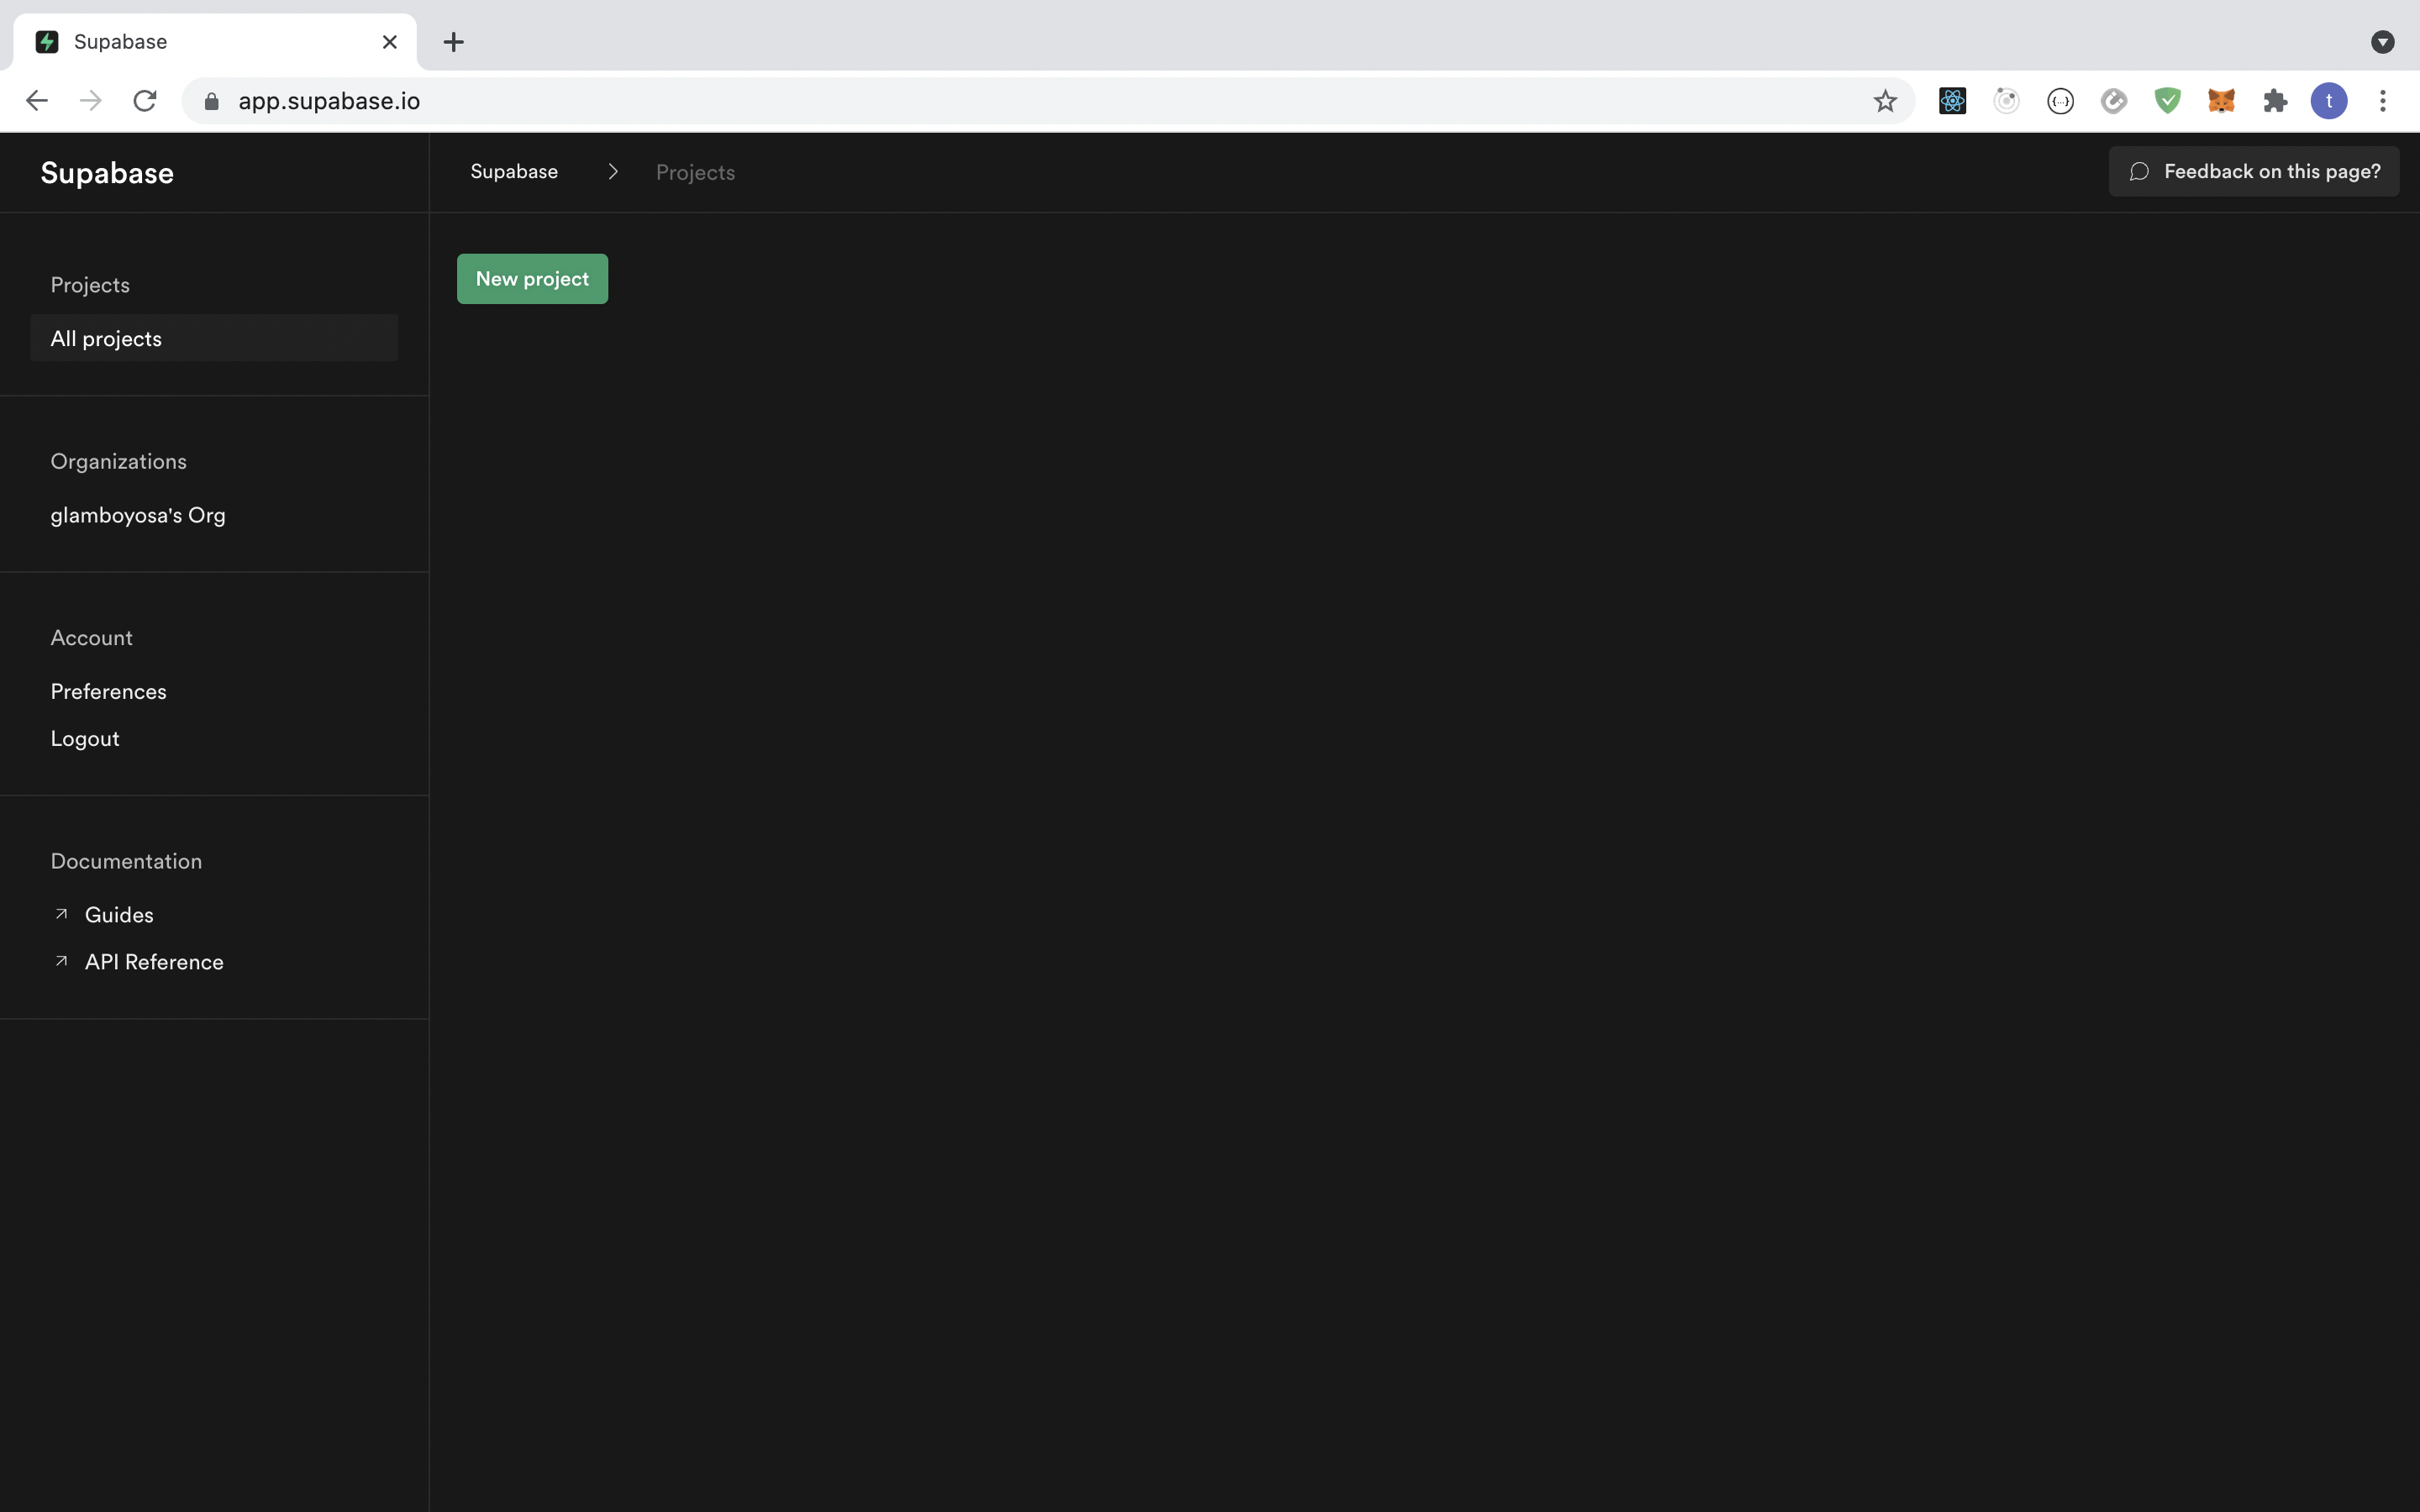 Supabase
app.supabase.io
t
Supabase
Supabase
Projects
Feedback on this page?
New project
Projects
All projects
Organizations
glamboyosa's Org
Account
Preferences
Logout
Documentation
Guides
API Reference